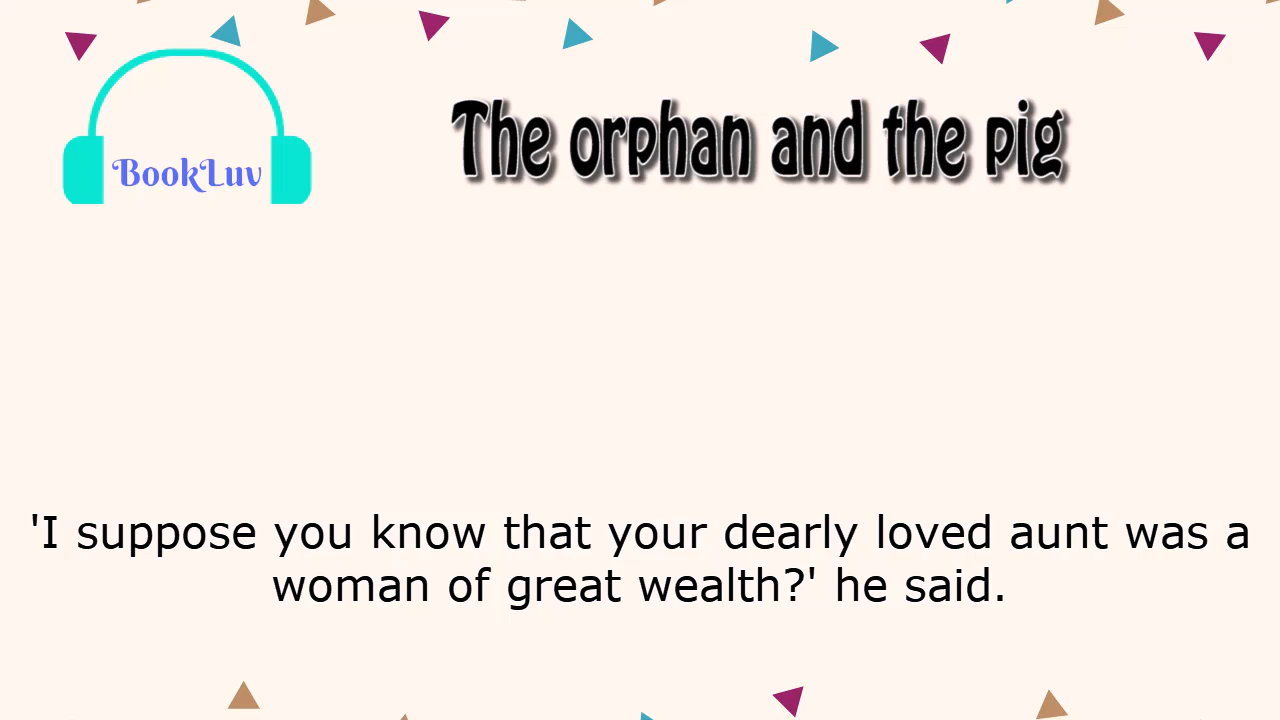 BookLuv
The orphan and the pig
'I suppose you know that your dearly loved aunt was a
woman of great wealth?' he said.